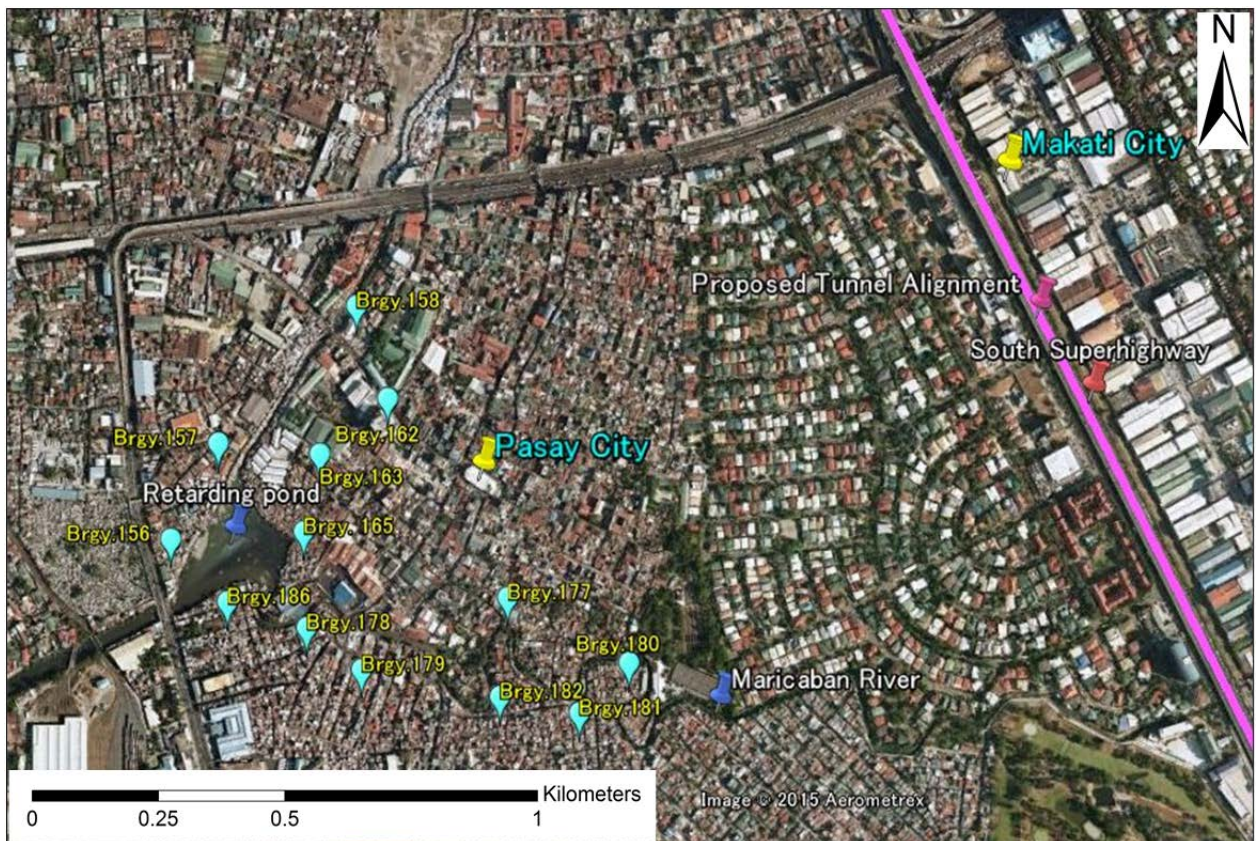 N
Makati City
Proposed Tunnel Alignment
Brgy.158
South Superhighway
Brgy.162
Brgy.157
Pasay City
Brgy.163
Retarding pond
Brgy. 165
Brgy.156
Brgy.177
Brgy.186
Brgy.178
Brgy.180
Brgy.179
Maricaban River
Brgy.182
Brgy.181
Kilometers
0 0.25 0.5 1
Image © 2015 Aerometrex